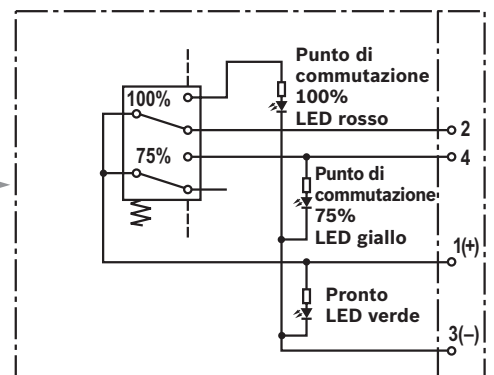 Punto di
commutazione
100%
LED rosso
100%
2
75%
4
Punto di
commutazione
75%
LED giallo
1(+)
Pronto
LED verde
3(–)